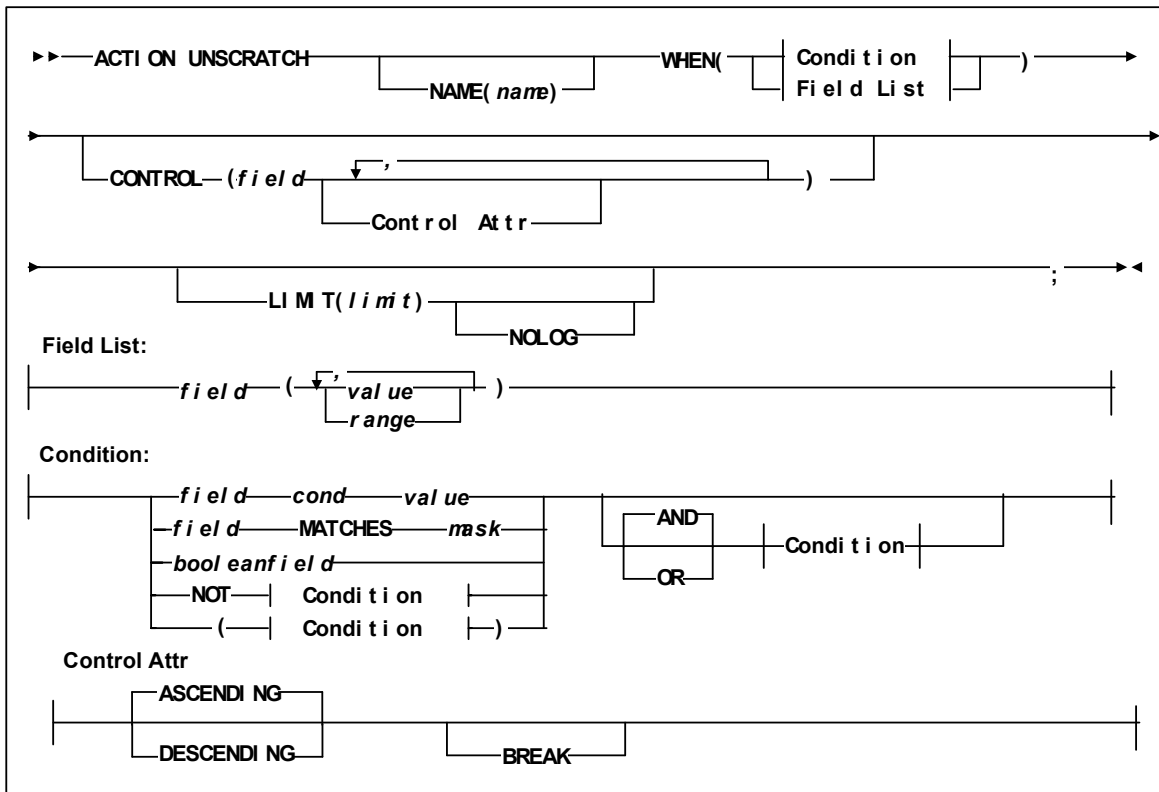 ACTION UNSCRATCH WHEN( Condition )
NAME(name) Field List
,
CONTROL (field )
Control Attr
LIMIT(limit) ;
NOLOG
Field List:
,
field ( value )
range
Condition:
field cond value
field MATCHES mask AND
booleanfield Condition
NOT Condition OR
( Condition )
Control Attr
ASCENDING
DESCENDING BREAK